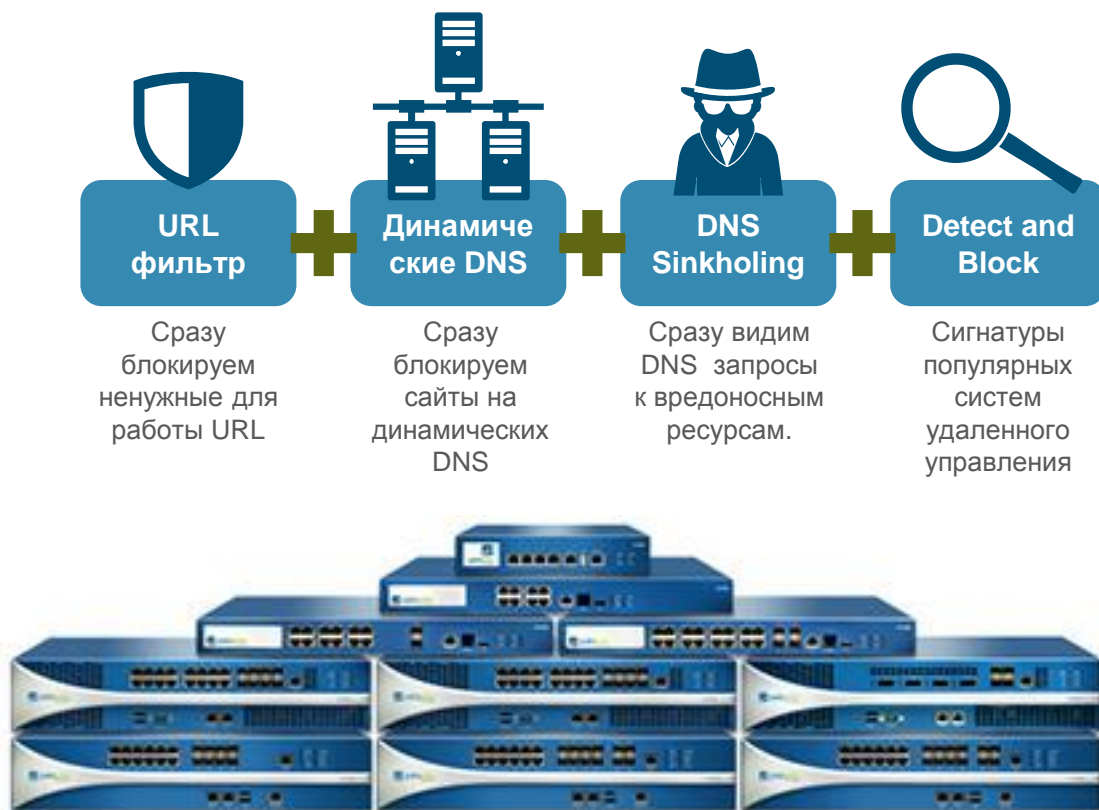 URL
фильтр
Сразу
блокируем
ненужные для
работы URL
Динамиче
ские DNS
Сразу
блокируем
сайты на
динамических
DNS
DNS
Sinkholing
Сразу видим
DNS запросы
к вредоносным
ресурсам.
Detect and
Block
Сигнатуры
популярных
систем
удаленного
управления